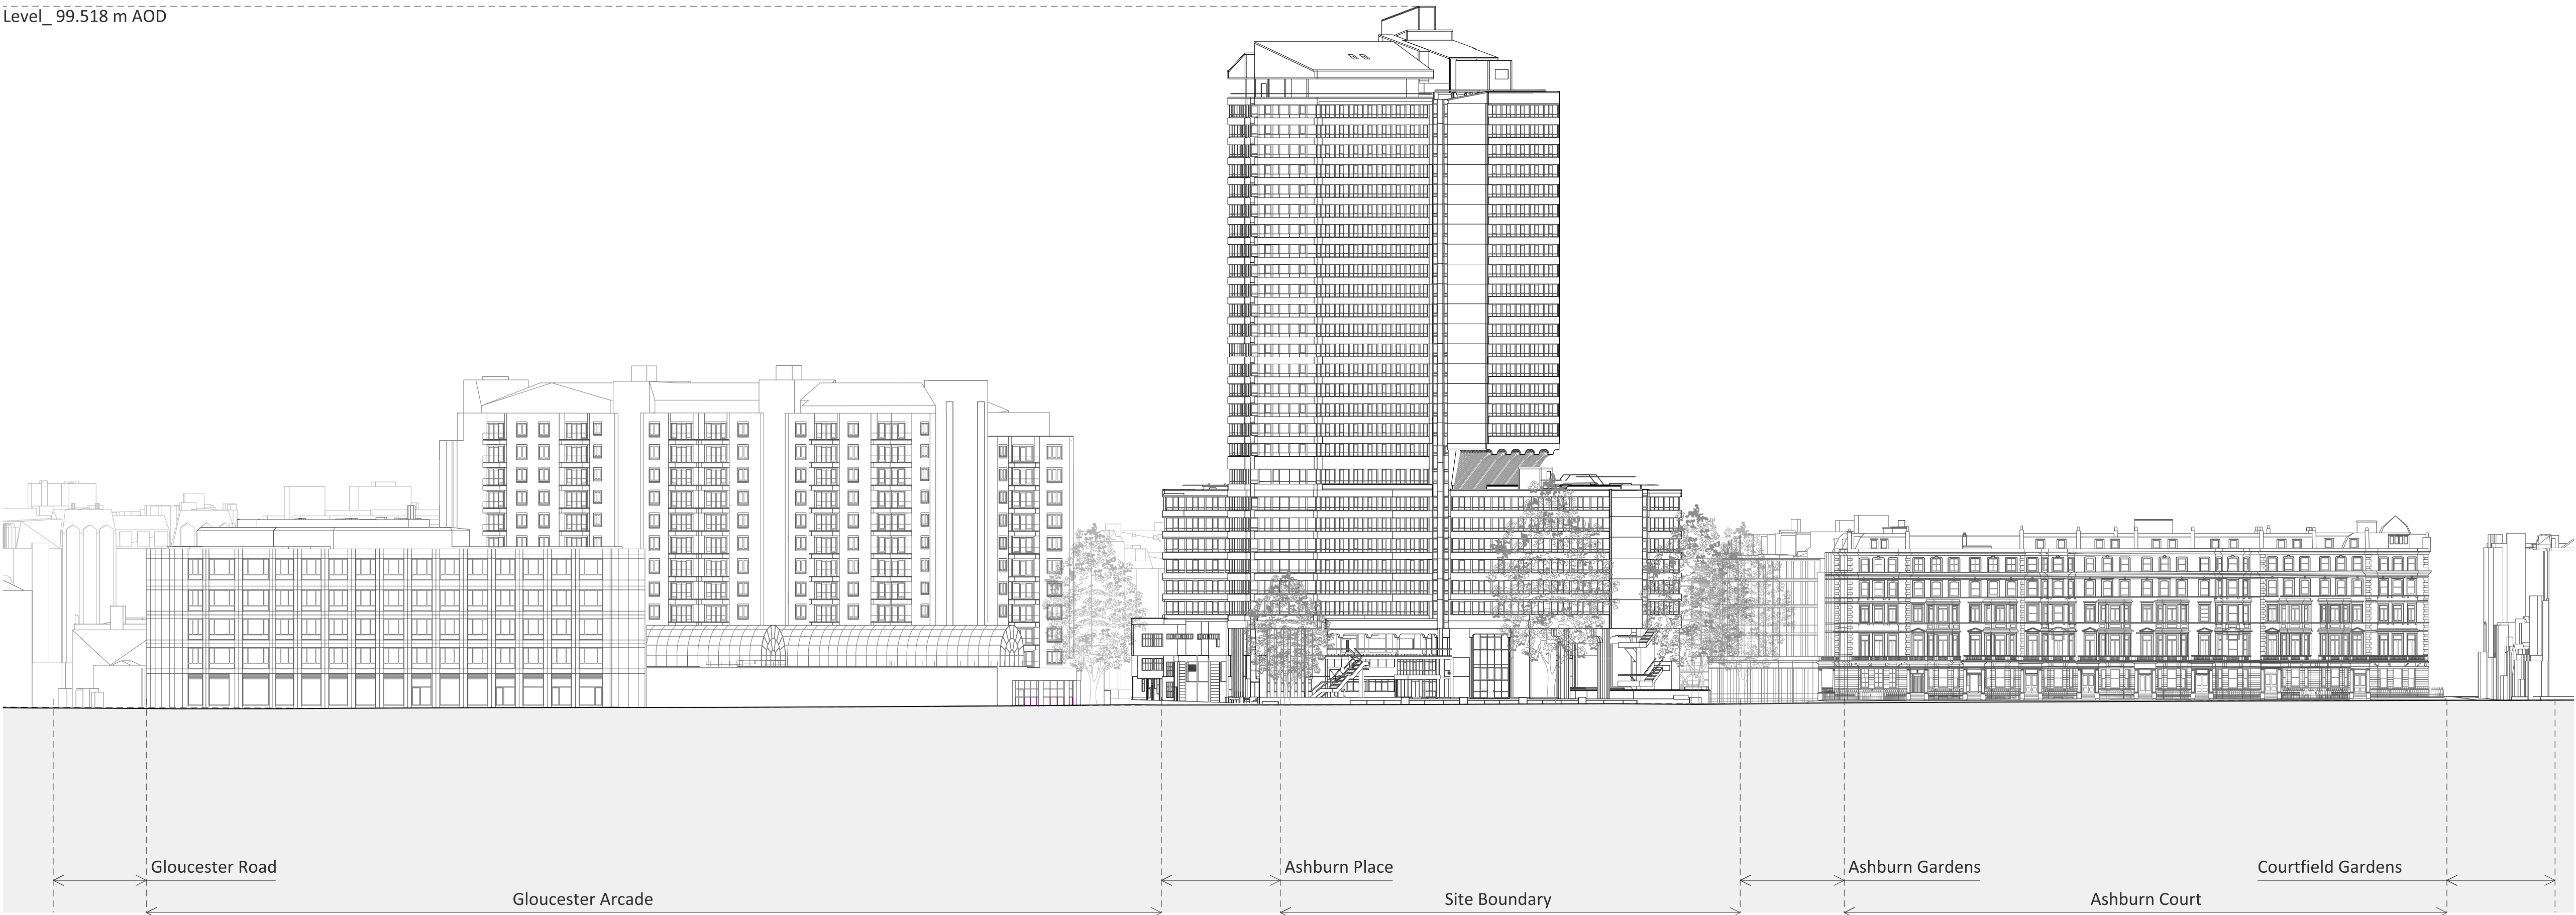 Level_ 99.518 m AOD
Gloucester Road
Ashburn Place
Ashburn Gardens
Courtfield Gardens
Gloucester Arcade
Site Boundary
Ashburn Court